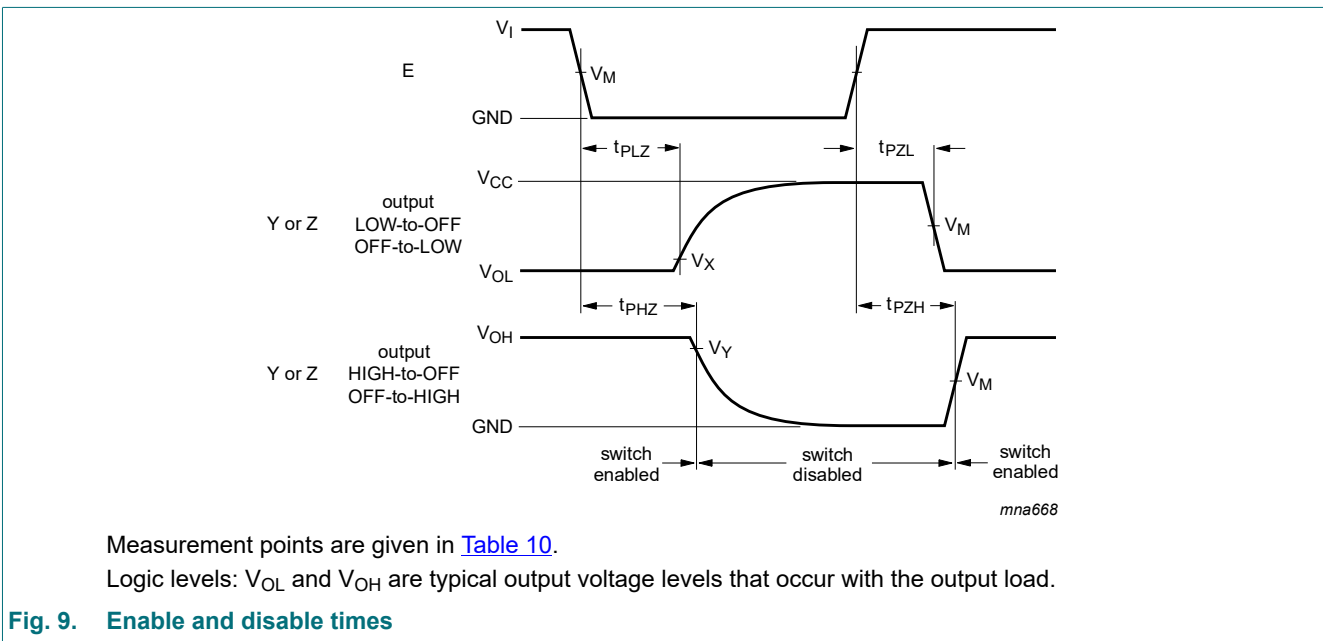 V_I
E
V_M
GND
t_PLZ
t_PZL
V_CC
output
Y or Z LOW-to-OFF
OFF-to-LOW
V_M
V_X
V_OL
t_PHZ
t_PZH
V_OH
output
Y or Z HIGH-to-OFF
OFF-to-HIGH
V_Y
V_M
GND
switch
enabled
switch
disabled
switch
enabled
mna668
Measurement points are given in Table 10.
Logic levels: V_OL and V_OH are typical output voltage levels that occur with the output load.
Fig. 9. Enable and disable times